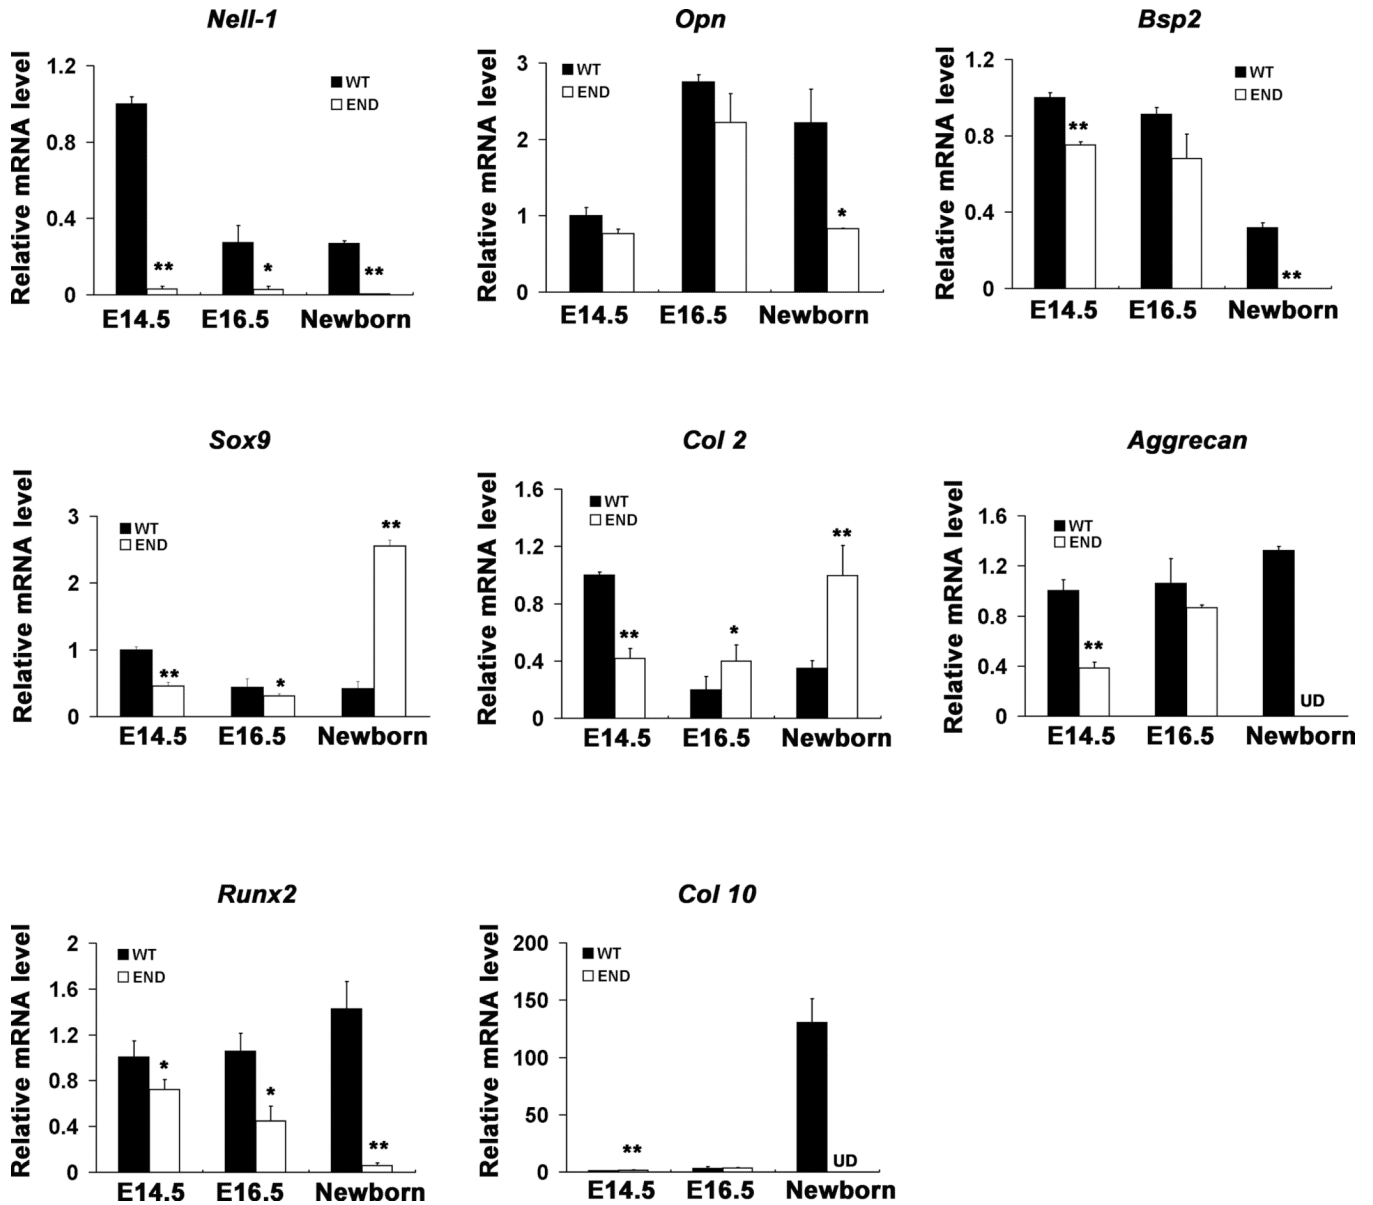 Nell-1
Relative mRNA level
1.2
0.8
0.4
0
WT
END
**
*
**
E14.5 E16.5 Newborn
Opn
Relative mRNA level
3
2
1
0
WT
END
*
E14.5 E16.5 Newborn
Bsp2
Relative mRNA level
1.2
0.8
0.4
0
WT
END
**
**
E14.5 E16.5 Newborn
Sox9
Relative mRNA level
3
2
1
0
WT
END
**
*
**
E14.5 E16.5 Newborn
Col 2
Relative mRNA level
1.6
1.2
0.8
0.4
0
WT
END
**
*
**
E14.5 E16.5 Newborn
Aggrecan
Relative mRNA level
1.6
1.2
0.8
0.4
0
WT
END
**
UD
E14.5 E16.5 Newborn
Runx2
Relative mRNA level
2
1.6
1.2
0.8
0.4
0
WT
END
*
*
**
E14.5 E16.5 Newborn
Col 10
Relative mRNA level
200
150
100
50
0
WT
END
**
UD
E14.5 E16.5 Newborn